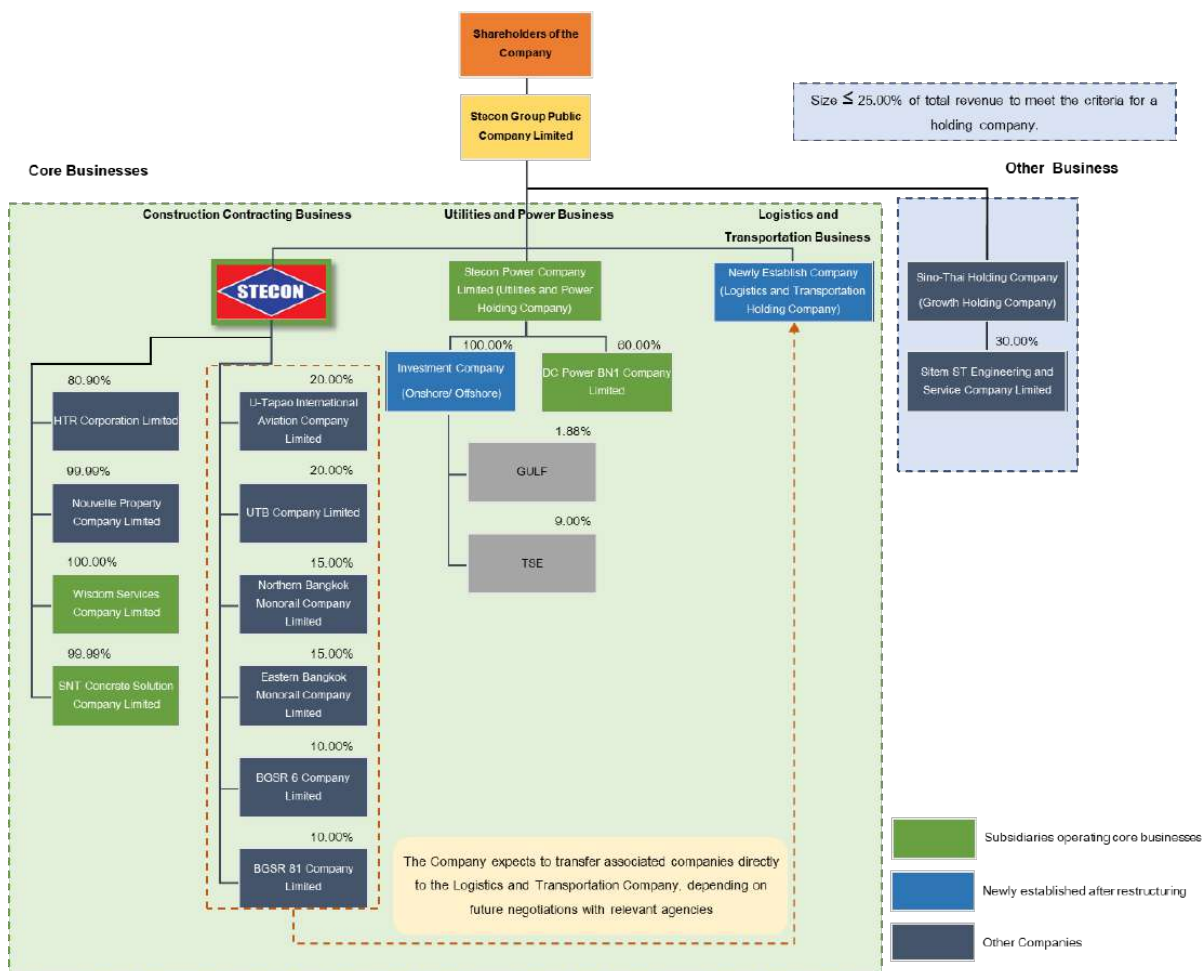 Shareholders of the
Company
Stecon Group Public
Company Limited
Size ≤ 25.00% of total revenue to meet the criteria for a
holding company.
Core Businesses
Other Business
Construction Contracting Business
Utilities and Power Business
Logistics and
Transportation Business
STECON
Stecon Power Company
Limited (Utilities and Power
Holding Company)
Newly Establish Company
(Logistics and Transportation
Holding Company)
Sino-Thai Holding Company
(Growth Holding Company)
30.00%
Sitem ST Engineering and
Service Company Limited
100.00%
Investment Company
(Onshore/ Offshore)
60.00%
DC Power BN1 Company
Limited
1.88%
GULF
9.00%
TSE
80.90%
HTR Corporation Limited
99.99%
Nouvelle Property
Company Limited
100.00%
Wisdom Services
Company Limited
99.99%
SNT Concrete Solution
Company Limited
20.00%
U-Tapao International
Aviation Company
Limited
20.00%
UTB Company Limited
15.00%
Northern Bangkok
Monorail Company
Limited
15.00%
Eastern Bangkok
Monorail Company
Limited
10.00%
BGSR 6 Company
Limited
10.00%
BGSR 81 Company
Limited
The Company expects to transfer associated companies directly
to the Logistics and Transportation Company, depending on
future negotiations with relevant agencies
Subsidiaries operating core businesses
Newly established after restructuring
Other Companies